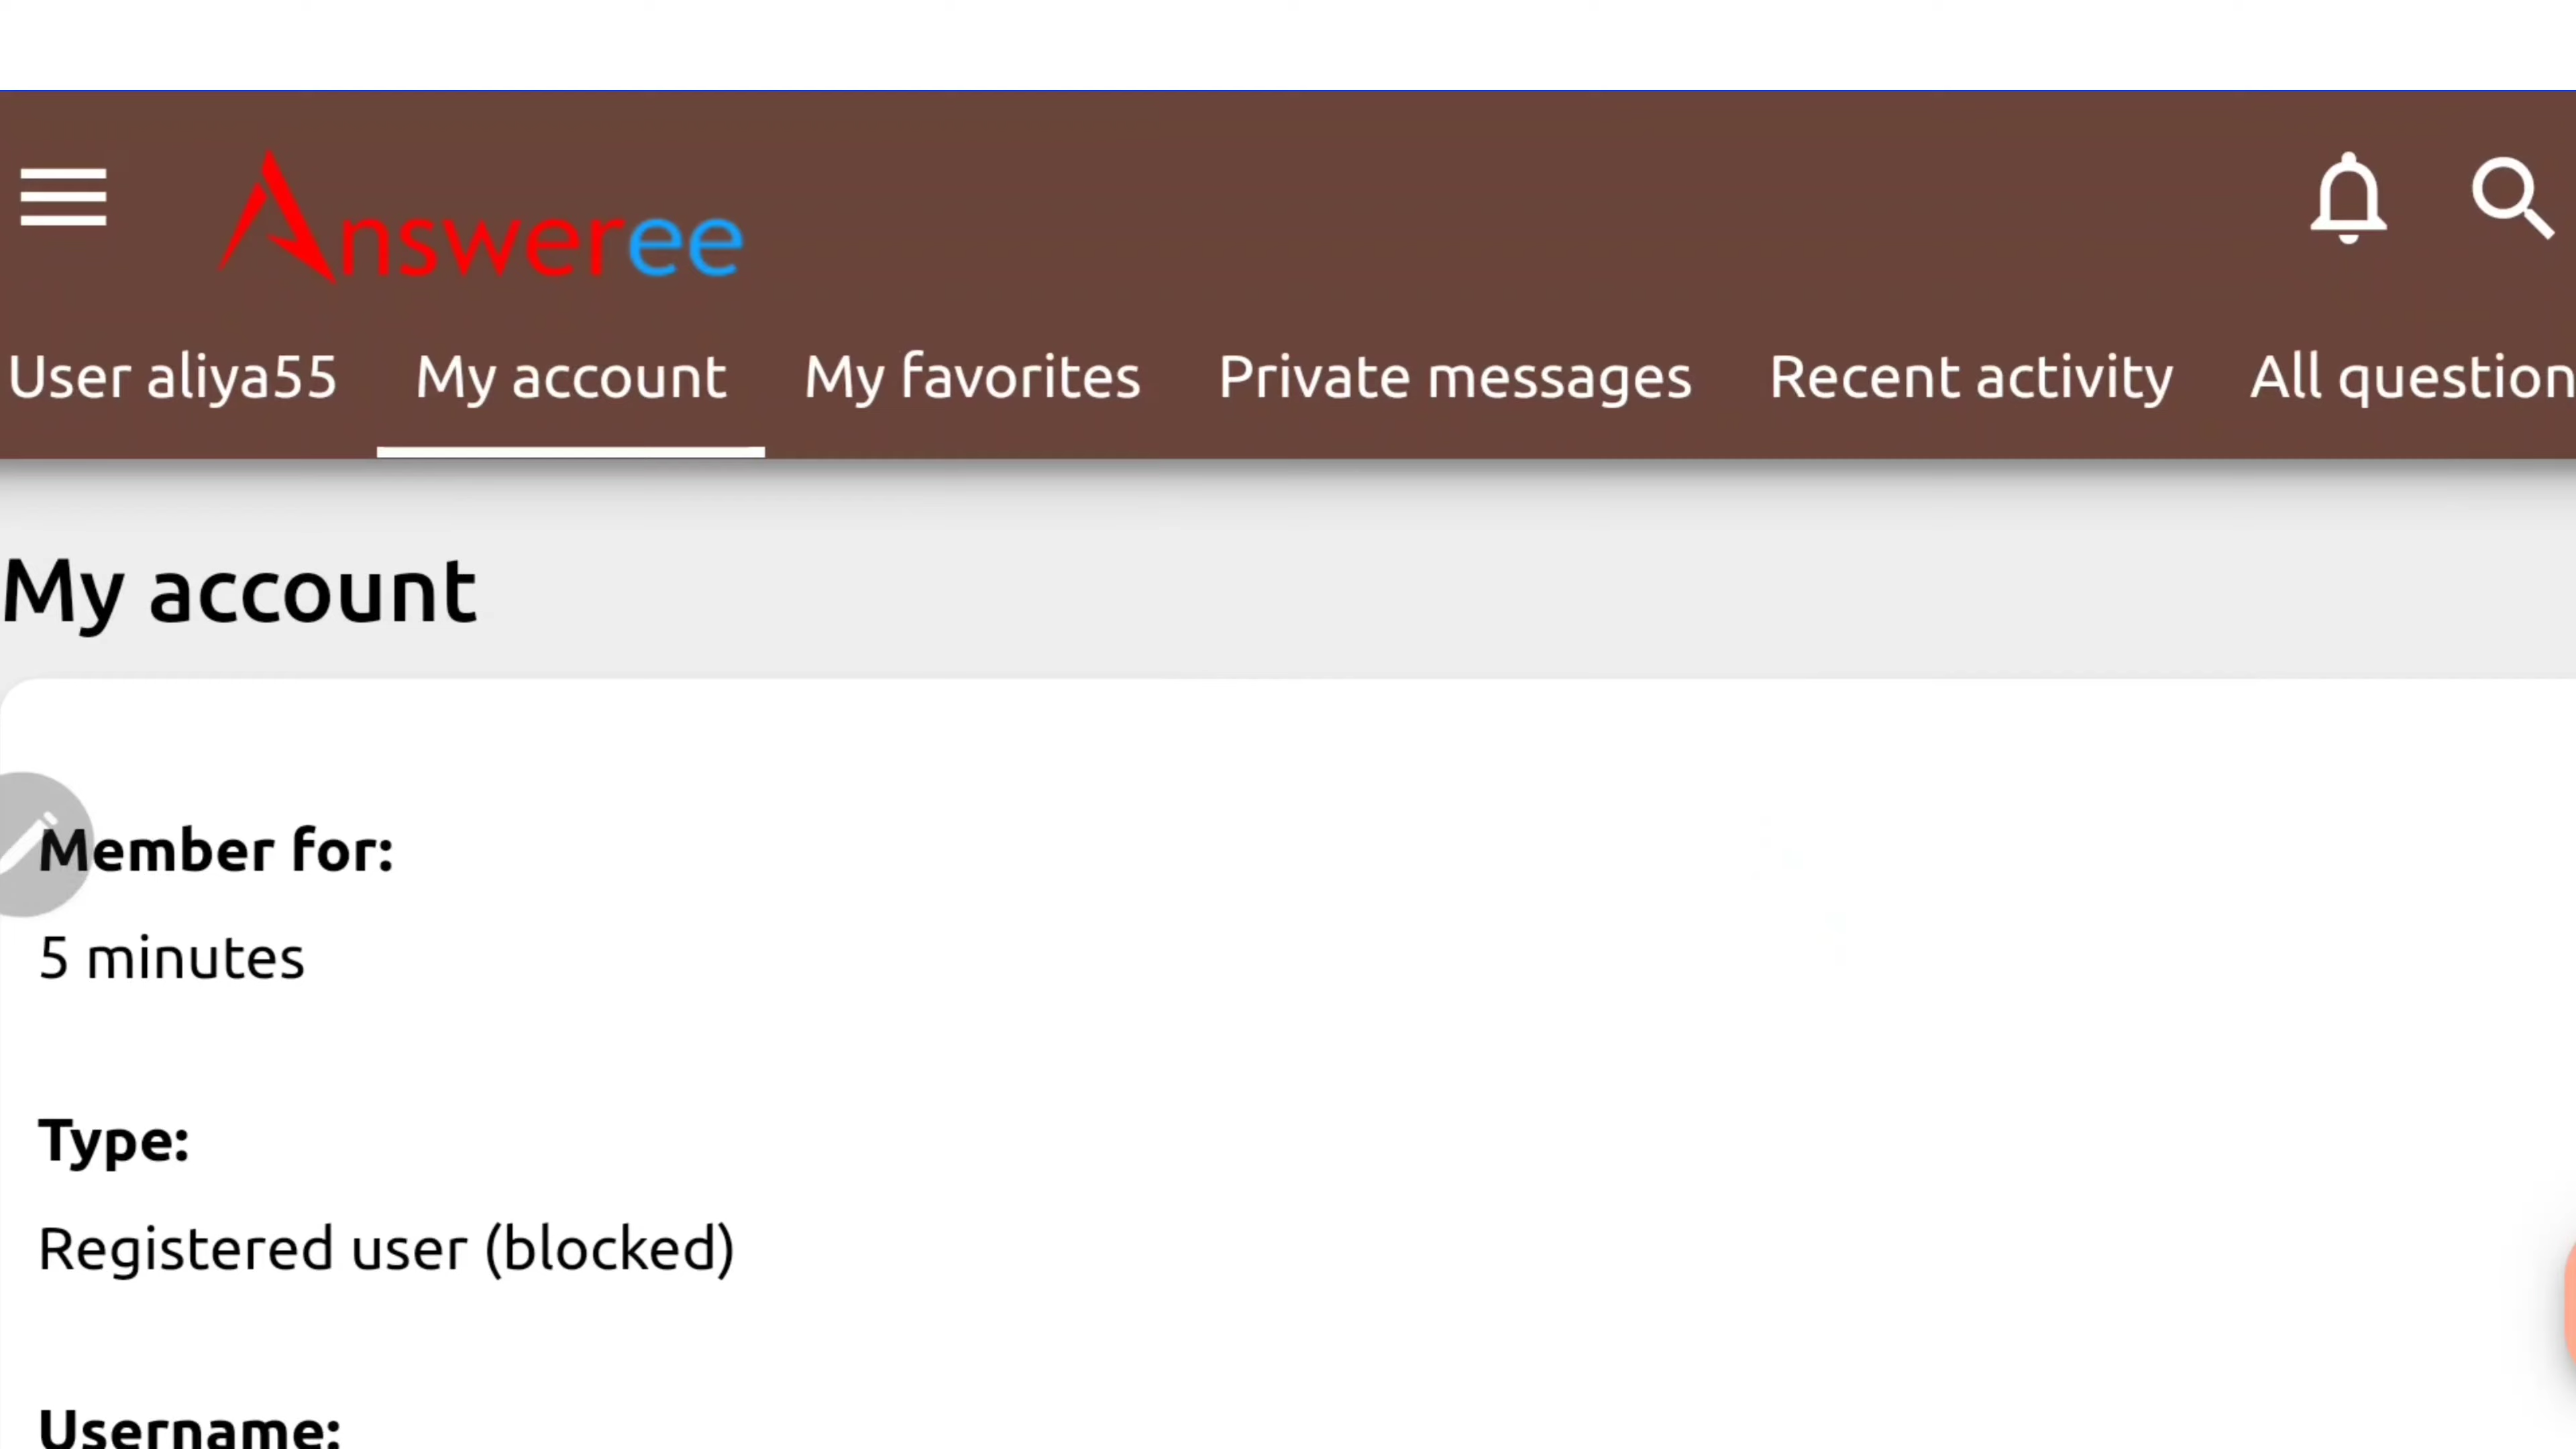 Answeree
User aliya55 My account My favorites Private messages Recent activity All question
My account
Member for:
5 minutes
Type:
Registered user (blocked)
Username: